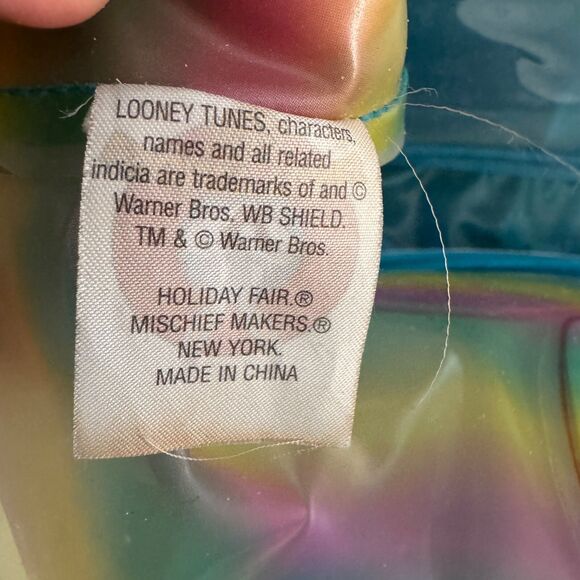 LOONEY TUNES, characters,
names and all related
indicia are trademarks of and ©
Warner Bros. WB SHIELD.
TM & © Warner Bros.
HOLIDAY FAIR.®
MISCHIEF MAKERS.®
NEW YORK.
MADE IN CHINA